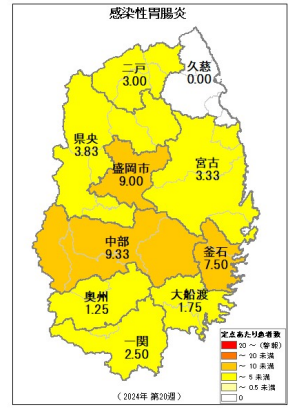 感染性胃腸炎
二戸
3.00
久慈
0.00
県央
3.83
盛岡市
9.00
宮古
3.33
中部
9.33
釜石
7.50
奥州
1.25
大船渡
1.75
一関
2.50
定点あたり患者数
20 ~ (警報)
~ 20 未満
~ 10 未満
~ 5 未満
~ 0.5 未満
0
(2024年 第20週)